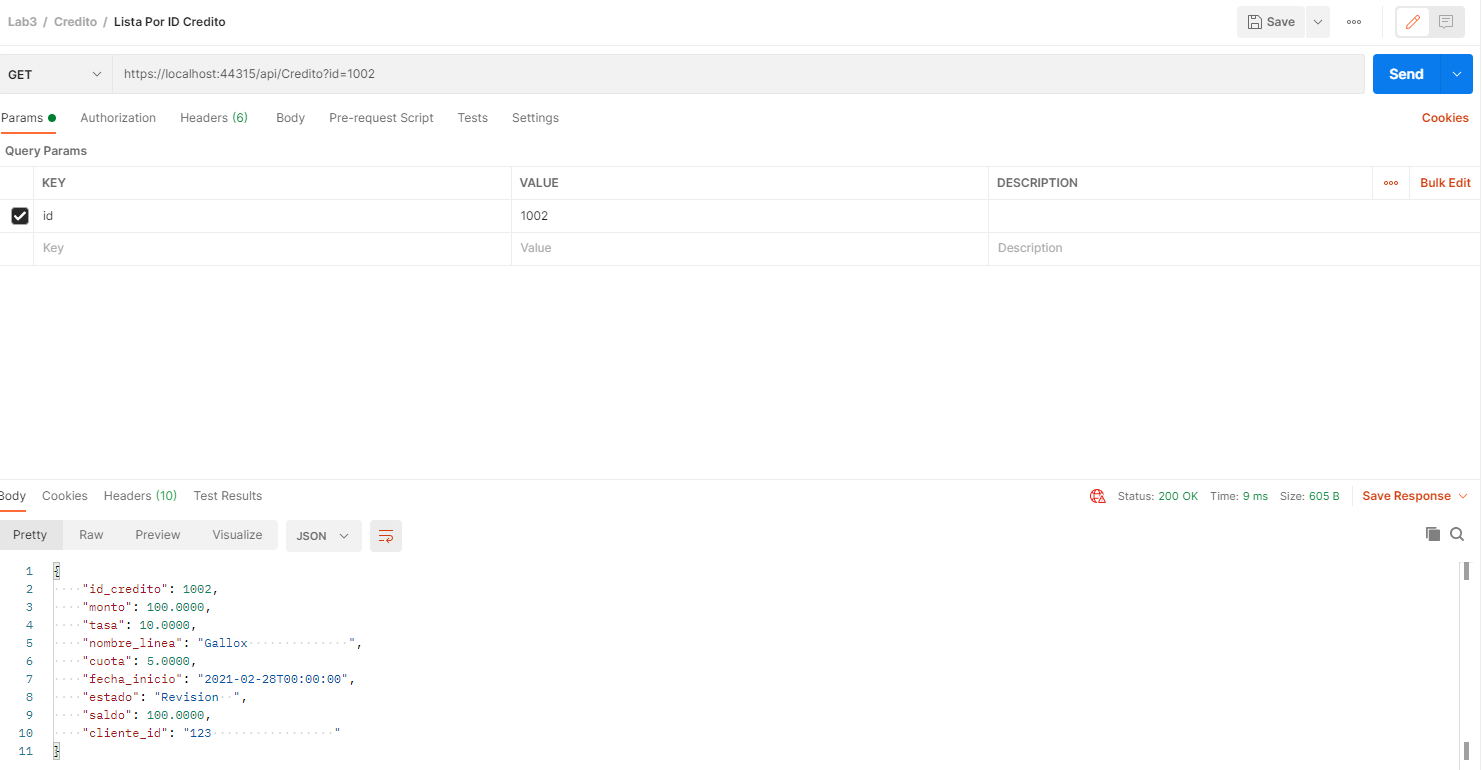 Lab3 / Credito / Lista Por ID Credito
Save
GET
https://localhost:44315/api/Credito?id=1002
Send
Params Authorization Headers (6) Body Pre-request Script Tests Settings Cookies
Query Params
KEY VALUE DESCRIPTION Bulk Edit
id 1002
Key Value Description
Body Cookies Headers (10) Test Results Status: 200 OK Time: 9 ms Size: 605 B Save Response
Pretty Raw Preview Visualize JSON
1 {
2 ····"id_credito": 1002,
3 ····"monto": 100.0000,
4 ····"tasa": 10.0000,
5 ····"nombre_linea": "Gallox··············",
6 ····"cuota": 5.0000,
7 ····"fecha_inicio": "2021-02-28T00:00:00",
8 ····"estado": "Revision··",
9 ····"saldo": 100.0000,
10 ····"cliente_id": "123·················"
11 }